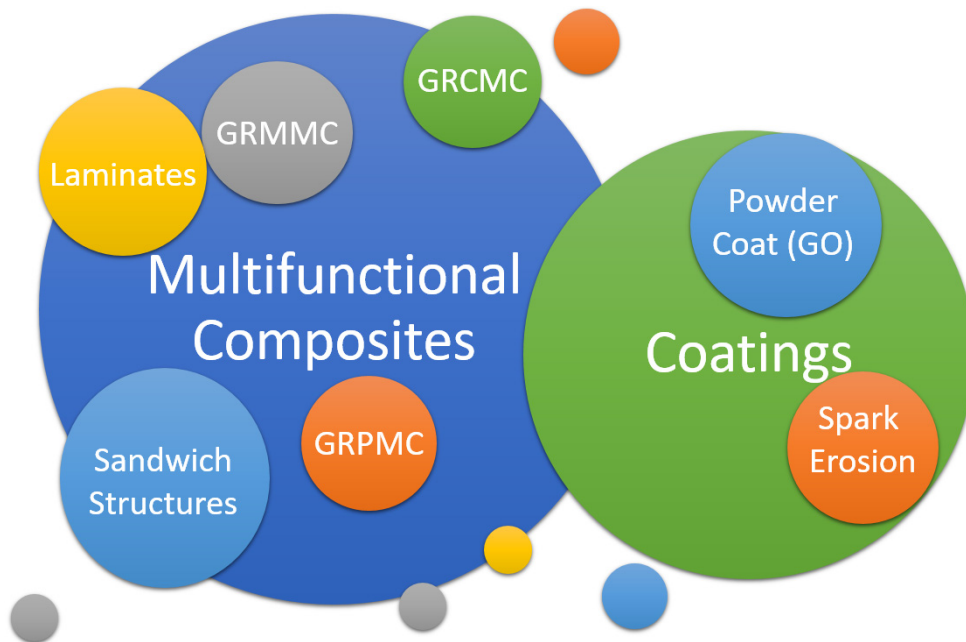 GRCMC
GRMMC
Laminates
Multifunctional
Composites
GRPMC
Sandwich
Structures
Powder
Coat (GO)
Coatings
Spark
Erosion